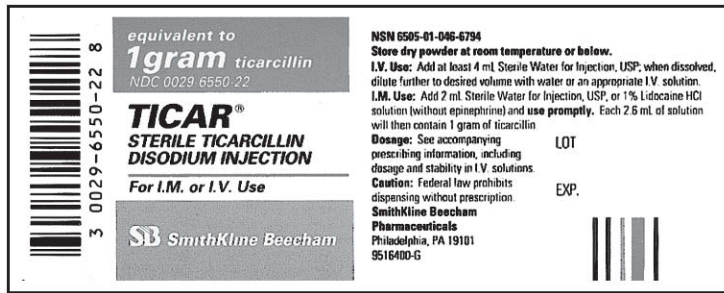 3 0029-6550-22 8
equivalent to
1gram ticarcillin
NDC 0029-6550-22
TICAR®
STERILE TICARCILLIN
DISODIUM INJECTION
For I.M. or I.V. Use
SB SmithKline Beecham
NSN 6505-01-046-6794
Store dry powder at room temperature or below.
I.V. Use: Add at least 4 mL Sterile Water for Injection, USP; when dissolved,
dilute further to desired volume with water or an appropriate I.V. solution.
I.M. Use: Add 2 mL Sterile Water for Injection, USP, or 1% Lidocaine HCl
solution (without epinephrine) and use promptly. Each 2.6 mL of solution
will then contain 1 gram of ticarcillin
Dosage: See accompanying
prescribing information, including
dosage and stability in I.V. solutions.
Caution: Federal law prohibits
dispensing without prescription.
SmithKline Beecham
Pharmaceuticals
Philadelphia, PA 19101
9516400-G
LOT
EXP.